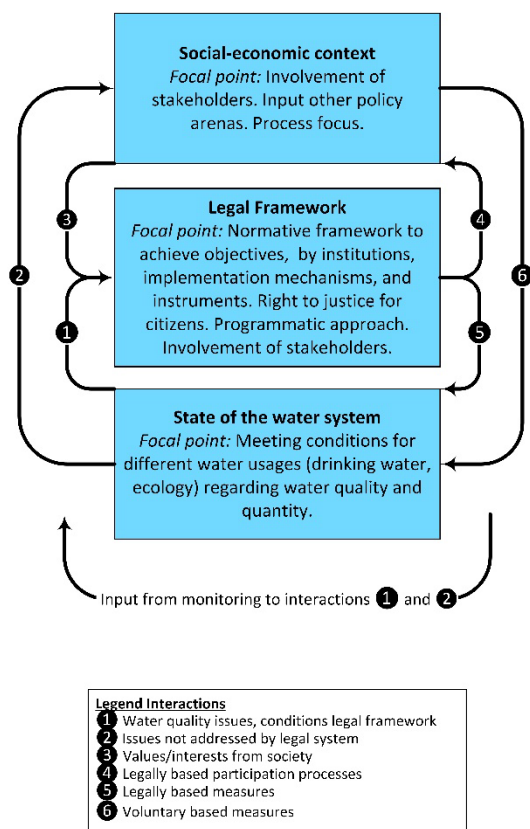 Social-economic context
Focal point: Involvement of
stakeholders. Input other policy
arenas. Process focus.
3
4
2
6
Legal Framework
Focal point: Normative framework to
achieve objectives, by institutions,
implementation mechanisms, and
instruments. Right to justice for
citizens. Programmatic approach.
Involvement of stakeholders.
1
5
State of the water system
Focal point: Meeting conditions for
different water usages (drinking water,
ecology) regarding water quality and
quantity.
Input from monitoring to interactions 1 and 2
Legend Interactions
1 Water quality issues, conditions legal framework
2 Issues not addressed by legal system
3 Values/interests from society
4 Legally based participation processes
5 Legally based measures
6 Voluntary based measures